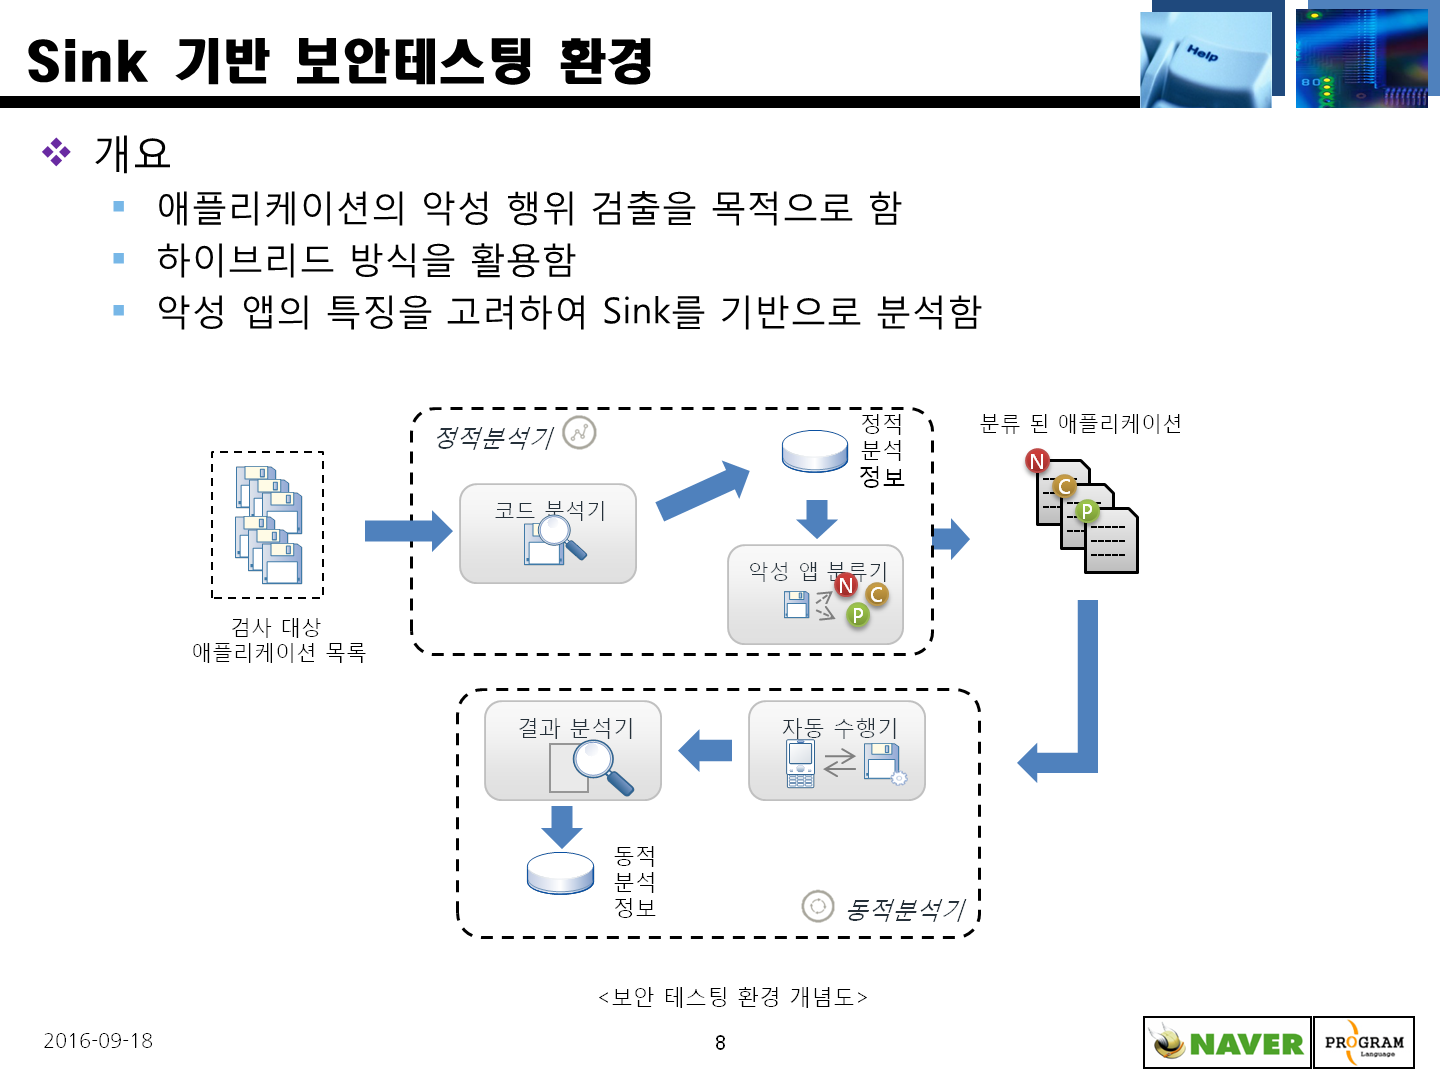 Sink 기반 보안테스팅 환경
Help
개요
애플리케이션의 악성 행위 검출을 목적으로 함
하이브리드 방식을 활용함
악성 앱의 특징을 고려하여 Sink를 기반으로 분석함
정적분석기
정적
분석
정보
분류 된 애플리케이션
N
C
P
코드 분석기
악성 앱 분류기
N
C
P
검사 대상
애플리케이션 목록
결과 분석기
자동 수행기
동적
분석
정보
동적분석기
<보안 테스팅 환경 개념도>
2016-09-18
8
NAVER
PROGRAM
Language